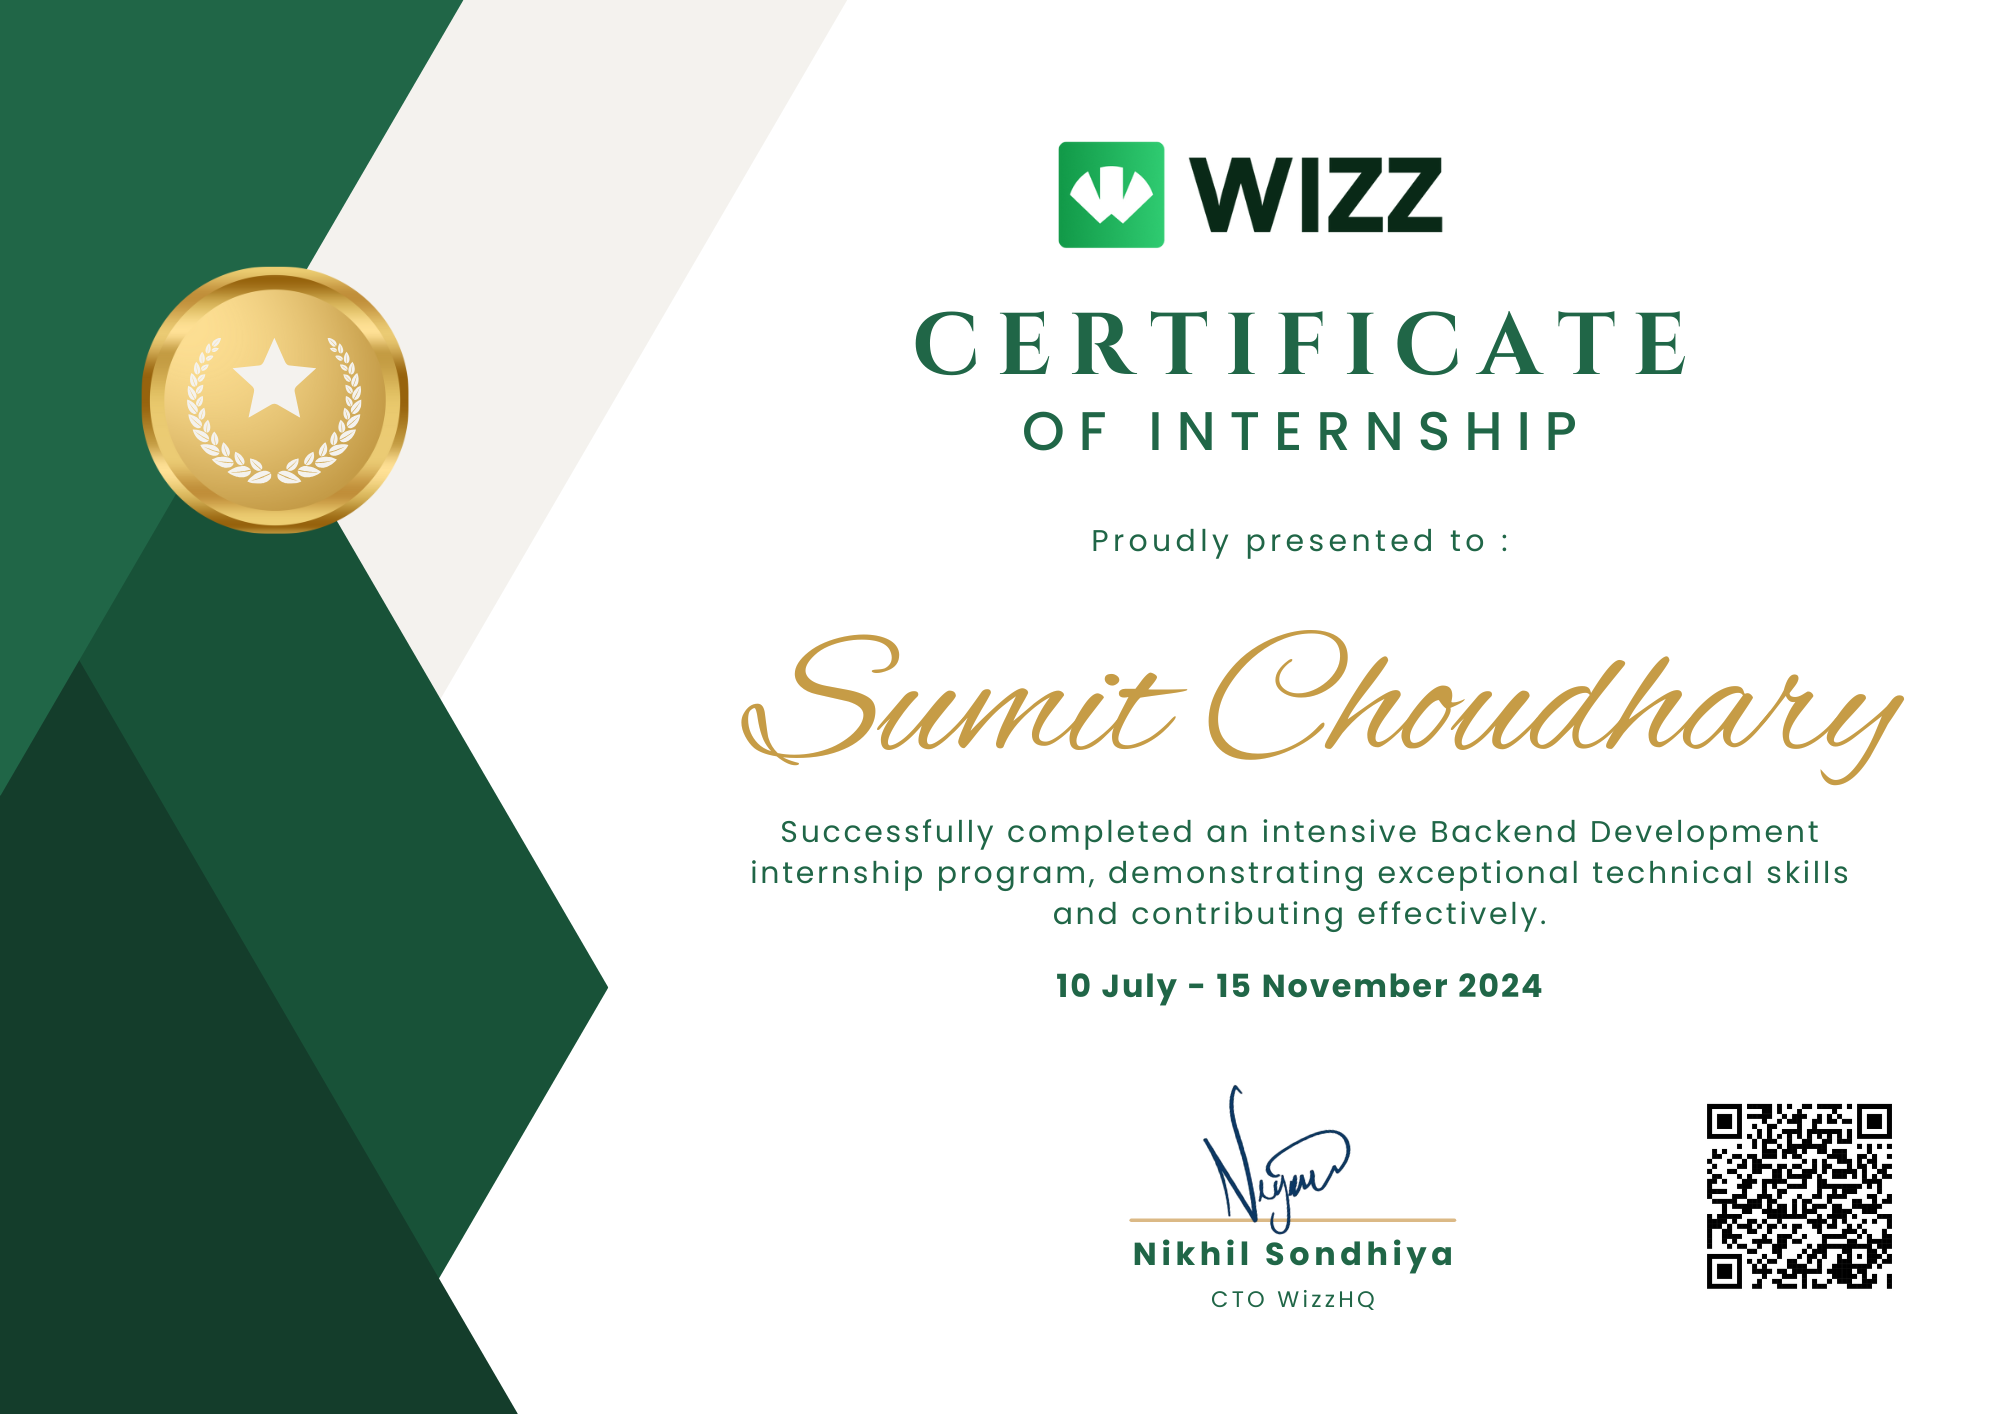 WIZZ
CERTIFICATE
OF INTERNSHIP
Proudly presented to :
Sumit Choudhary
Successfully completed an intensive Backend Development
internship program, demonstrating exceptional technical skills
and contributing effectively.
10 July - 15 November 2024
Nikhil Sondhiya
CTO WizzHQ